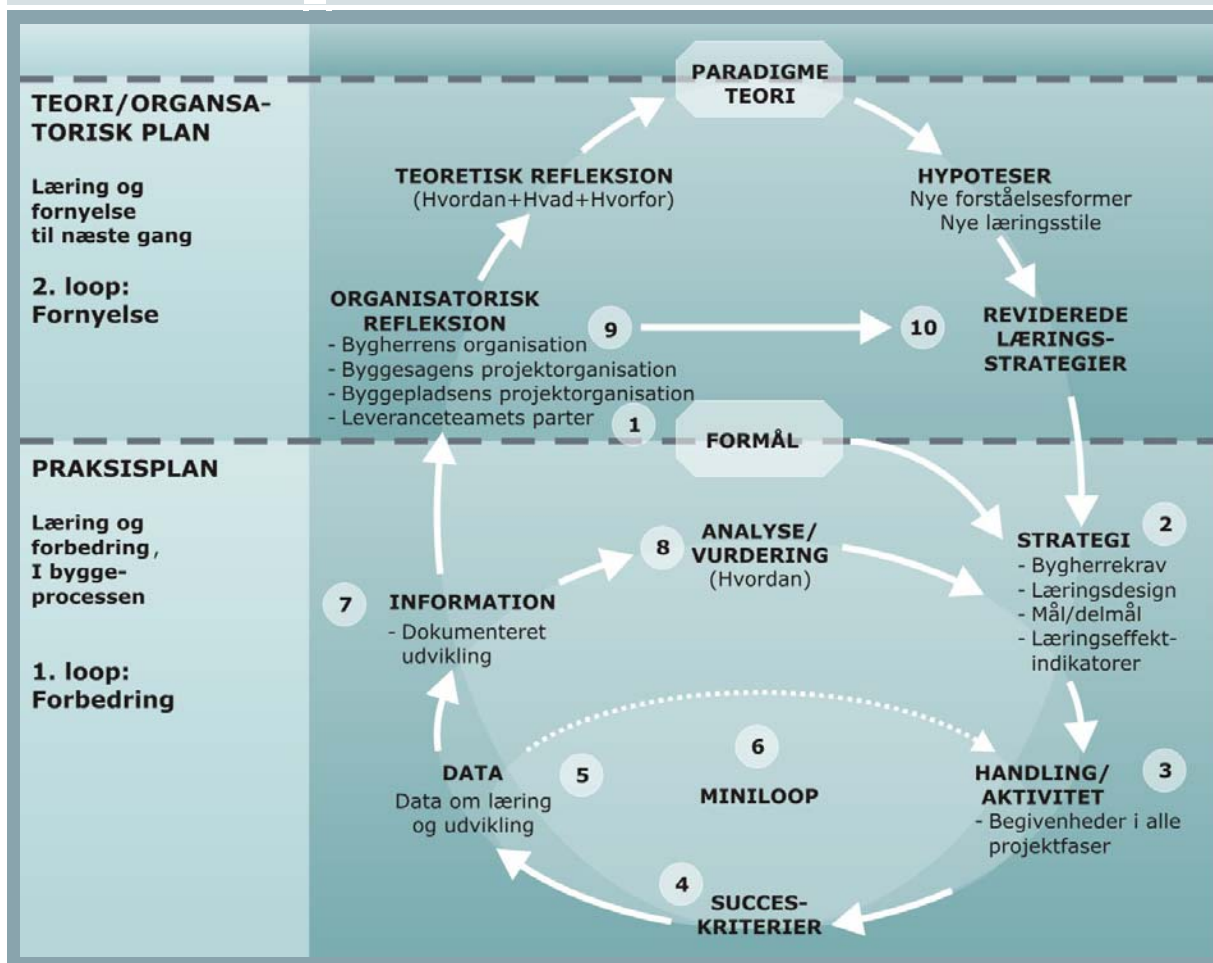 PARADIGME
TEORI
TEORI/ORGANSA-
TORISK PLAN
Læring og
fornyelse
til næste gang
2. loop:
Fornyelse
TEORETISK REFLEKSION
(Hvordan+Hvad+Hvorfor)
HYPOTESER
Nye forståelsesformer
Nye læringsstile
ORGANISATORISK
REFLEKSION
- Bygherrens organisation
- Byggesagens projektorganisation
- Byggepladsens projektorganisation
- Leveranceteamets parter
9
10
REVIDEREDE
LÆRINGS-
STRATEGIER
1
FORMÅL
PRAKSISPLAN
Læring og
forbedring,
I bygge-
processen
1. loop:
Forbedring
8
ANALYSE/
VURDERING
(Hvordan)
2
STRATEGI
- Bygherrekrav
- Læringsdesign
- Mål/delmål
- Læringseffekt-
indikatorer
7
INFORMATION
- Dokumenteret
udvikling
6
MINILOOP
5
DATA
Data om læring
og udvikling
3
HANDLING/
AKTIVITET
- Begivenheder i alle
projektfaser
4
SUCCES-
KRITERIER